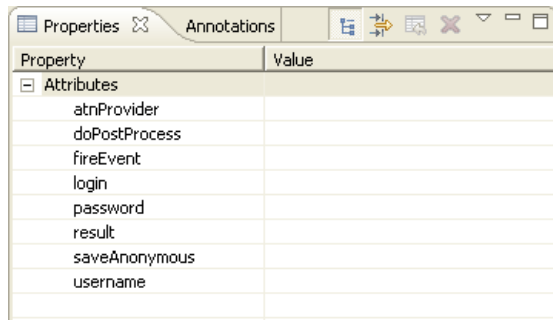 Properties Annotations
Property Value
Attributes
atnProvider
doPostProcess
fireEvent
login
password
result
saveAnonymous
username